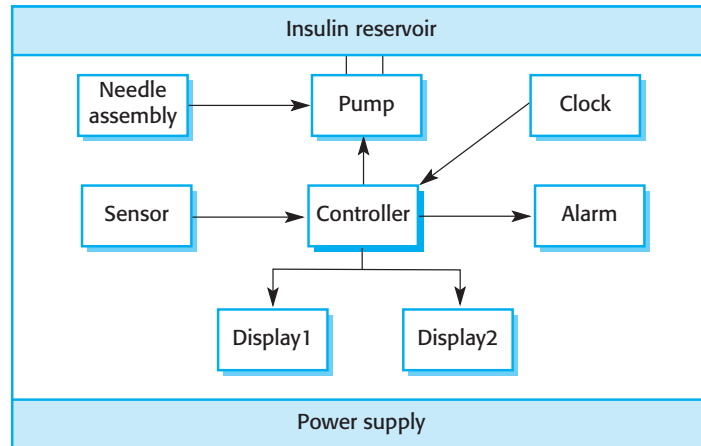 Insulin reservoir
Needle
assembly
Pump
Clock
Sensor
Controller
Alarm
Display1
Display2
Power supply